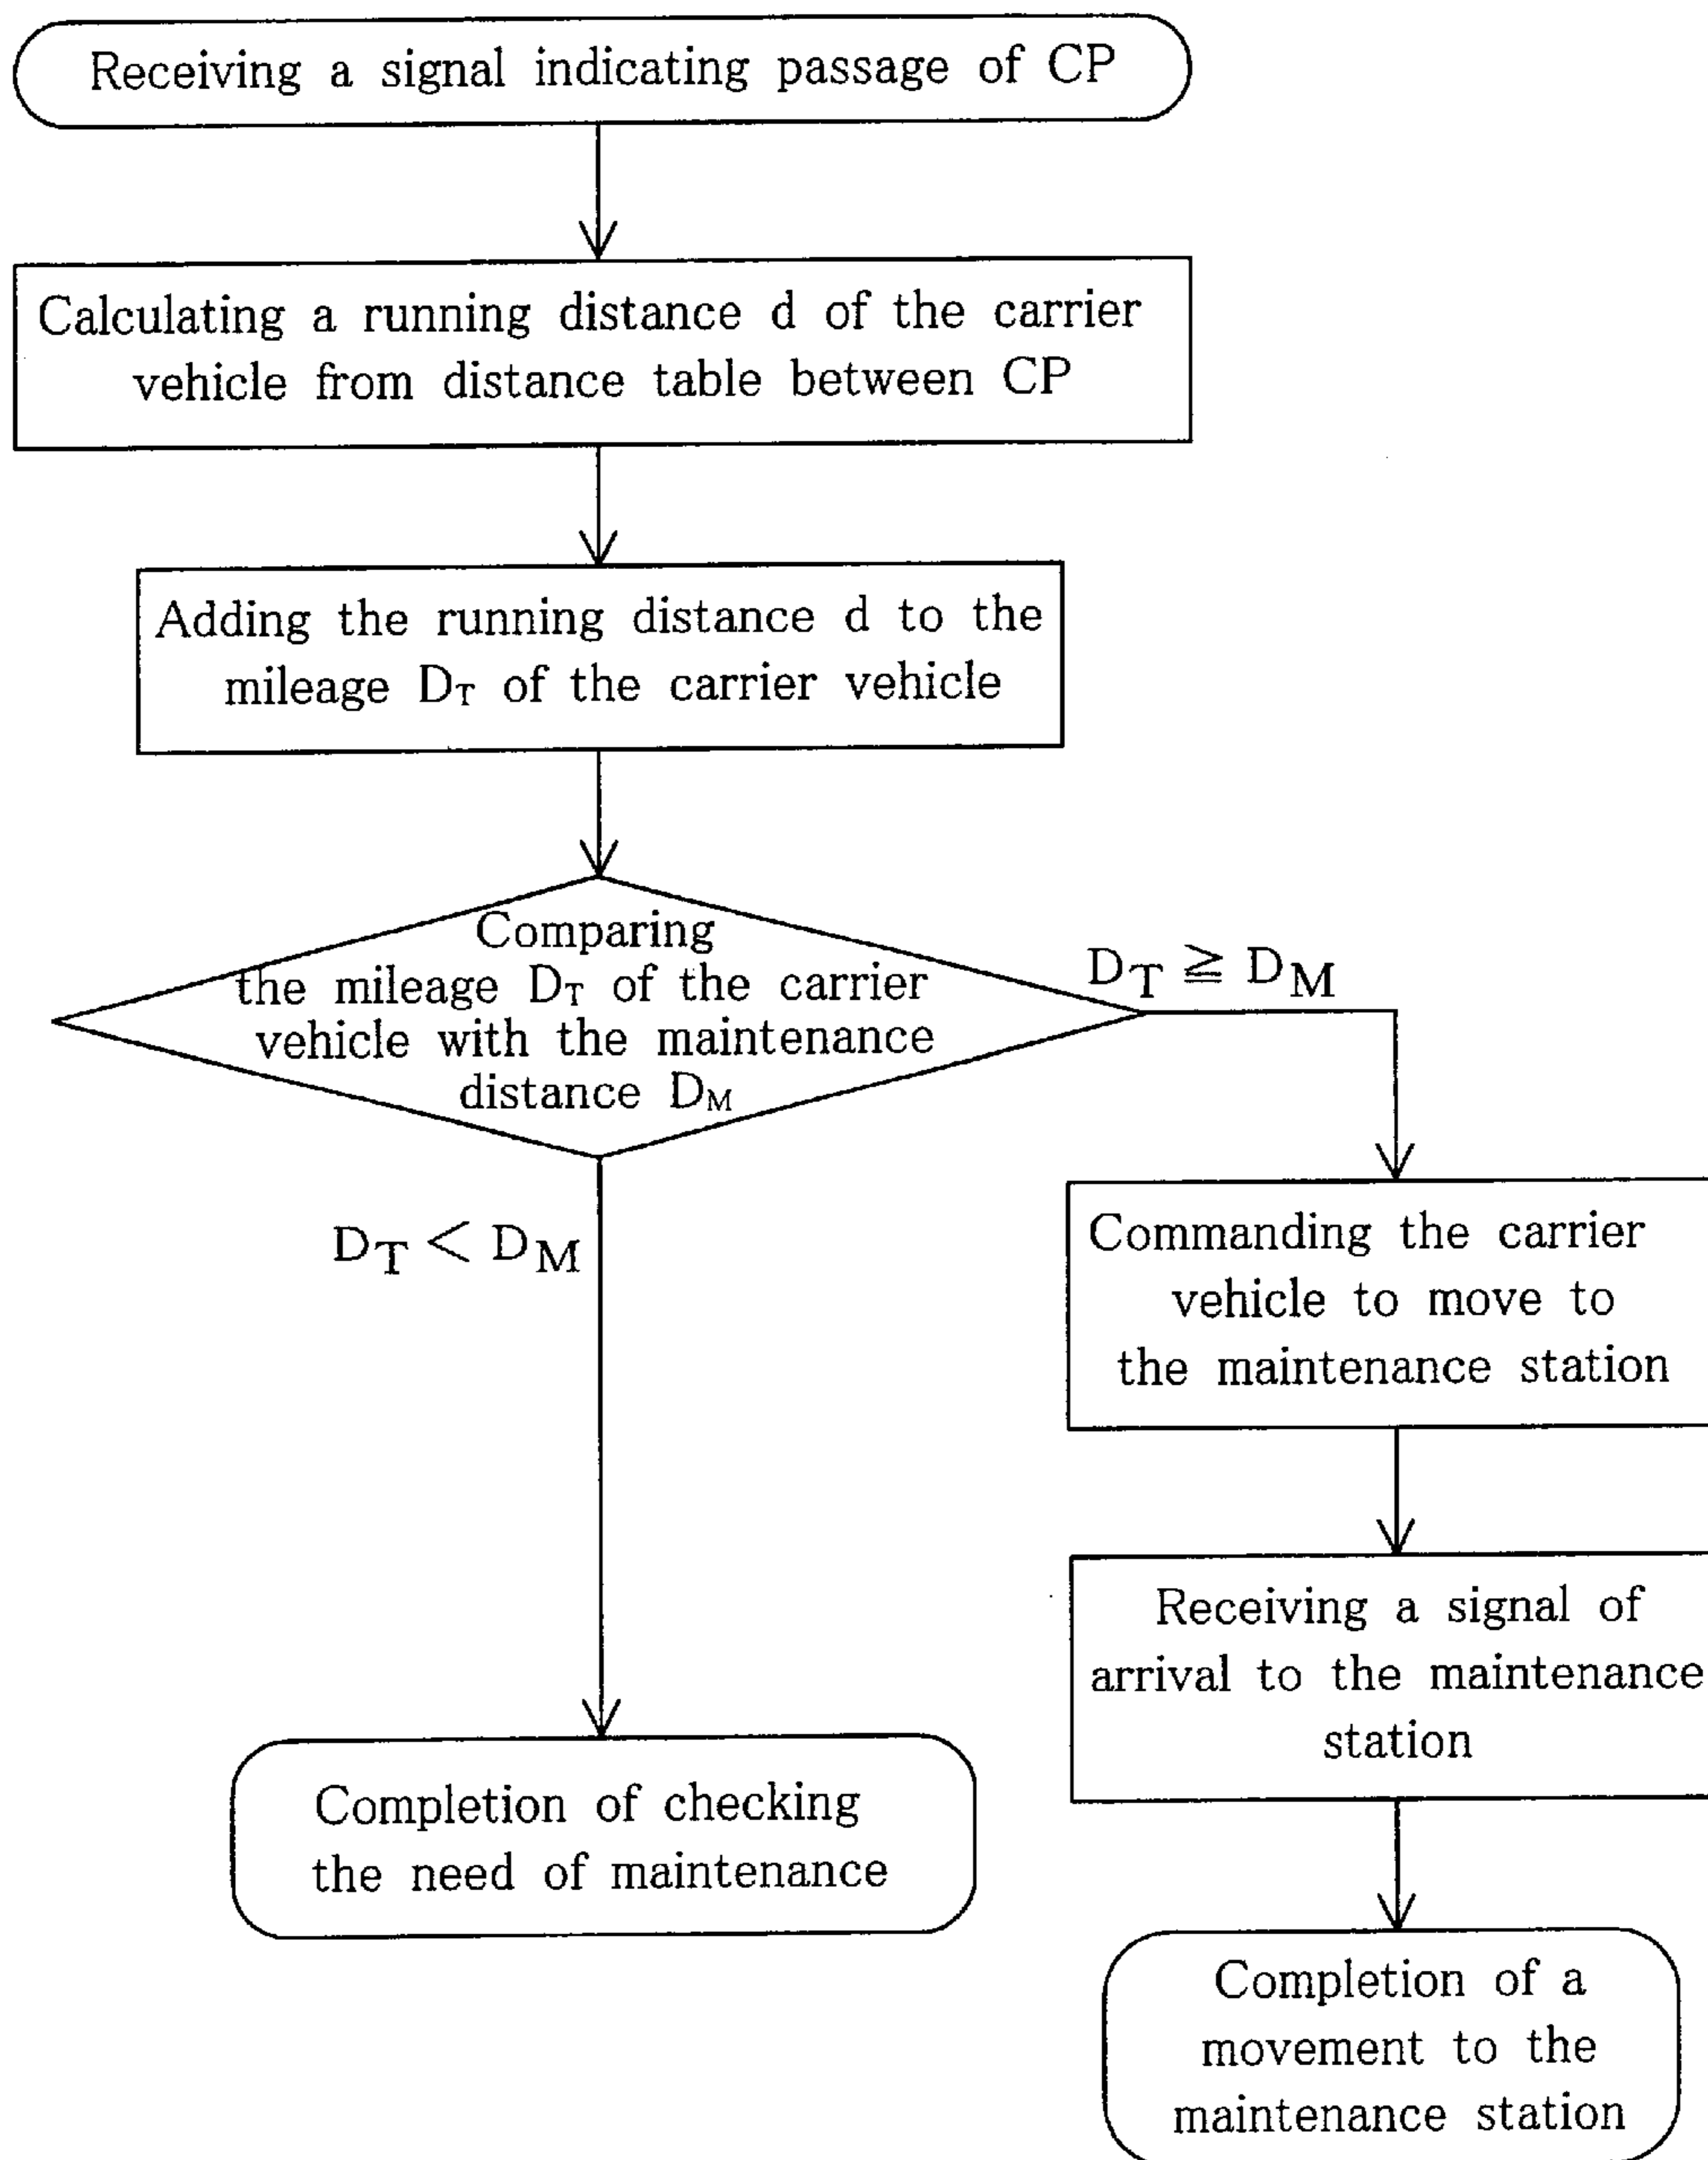 Receiving a signal indicating passage of CP
Calculating a running distance d of the carrier
vehicle from distance table between CP
Adding the running distance d to the
mileage DT of the carrier vehicle
Comparing
the mileage DT of the carrier
vehicle with the maintenance
distance DM
DT ≧ DM
DT < DM
Commanding the carrier
vehicle to move to
the maintenance station
Receiving a signal of
arrival to the maintenance
station
Completion of checking
the need of maintenance
Completion of a
movement to the
maintenance station